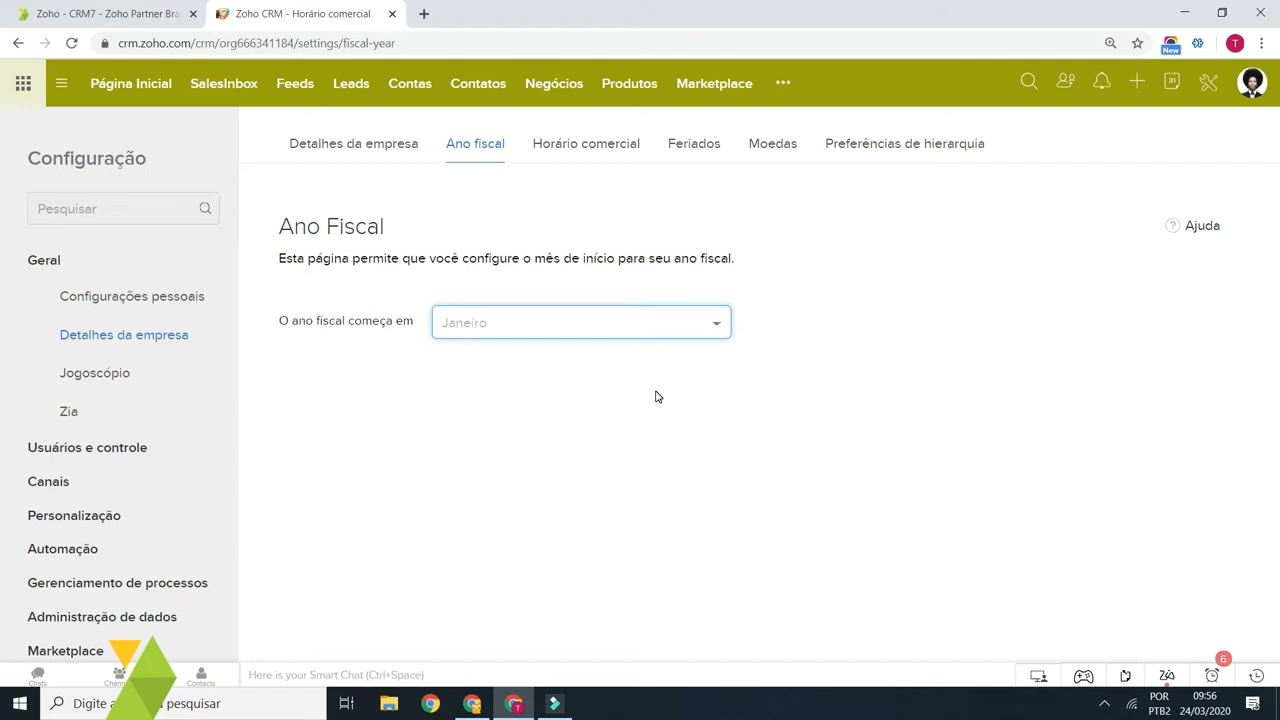 Zoho - CRM7 - Zoho Partner Bra
Zoho CRM - Horário comercial
crm.zoho.com/crm/org666341184/settings/fiscal-year
New
T
Página Inicial
SalesInbox
Feeds
Leads
Contas
Contatos
Negócios
Produtos
Marketplace
Configuração
Pesquisar
Geral
Configurações pessoais
Detalhes da empresa
Jogoscópio
Zia
Usuários e controle
Canais
Personalização
Automação
Gerenciamento de processos
Administração de dados
Marketplace
Detalhes da empresa
Ano fiscal
Horário comercial
Feriados
Moedas
Preferências de hierarquia
Ano Fiscal
? Ajuda
Esta página permite que você configure o mês de início para seu ano fiscal.
O ano fiscal começa em
Janeiro
Chats
Contacts
Here is your Smart Chat (Ctrl+Space)
6
pesquisar
POR
PTB2
09:56
24/03/2020